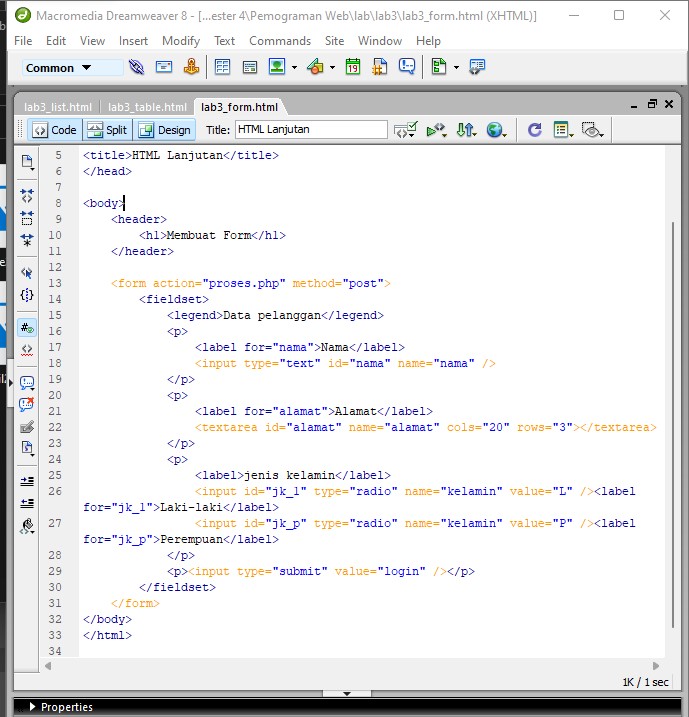 Macromedia Dreamweaver 8 - [...ester 4\Pemograman Web\lab\lab3\lab3_form.html (XHTML)]
File Edit View Insert Modify Text Commands Site Window Help
Common
lab3_list.html lab3_table.html lab3_form.html
Code Split Design Title: HTML Lanjutan
5 <title>HTML Lanjutan</title>
6 </head>
7
8 <body>
9 <header>
10 <h1>Membuat Form</h1>
11 </header>
12
13 <form action="proses.php" method="post">
14 <fieldset>
15 <legend>Data pelanggan</legend>
16 <p>
17 <label for="nama">Nama</label>
18 <input type="text" id="nama" name="nama" />
19 </p>
20 <p>
21 <label for="alamat">Alamat</label>
22 <textarea id="alamat" name="alamat" cols="20" rows="3"></textarea>
23 </p>
24 <p>
25 <label>jenis kelamin</label>
26 <input id="jk_l" type="radio" name="kelamin" value="L" /><label
for="jk_l">Laki-laki</label>
27 <input id="jk_p" type="radio" name="kelamin" value="P" /><label
for="jk_p">Perempuan</label>
28 </p>
29 <p><input type="submit" value="login" /></p>
30 </fieldset>
31 </form>
32 </body>
33 </html>
34
1K / 1 sec
Properties